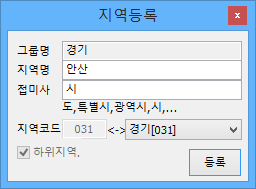 지역등록
x
그룹명 경기
지역명 안산
접미사 시
도,특별시,광역시,시,...
지역코드 031 <-> 경기[031]
하위지역.
등록